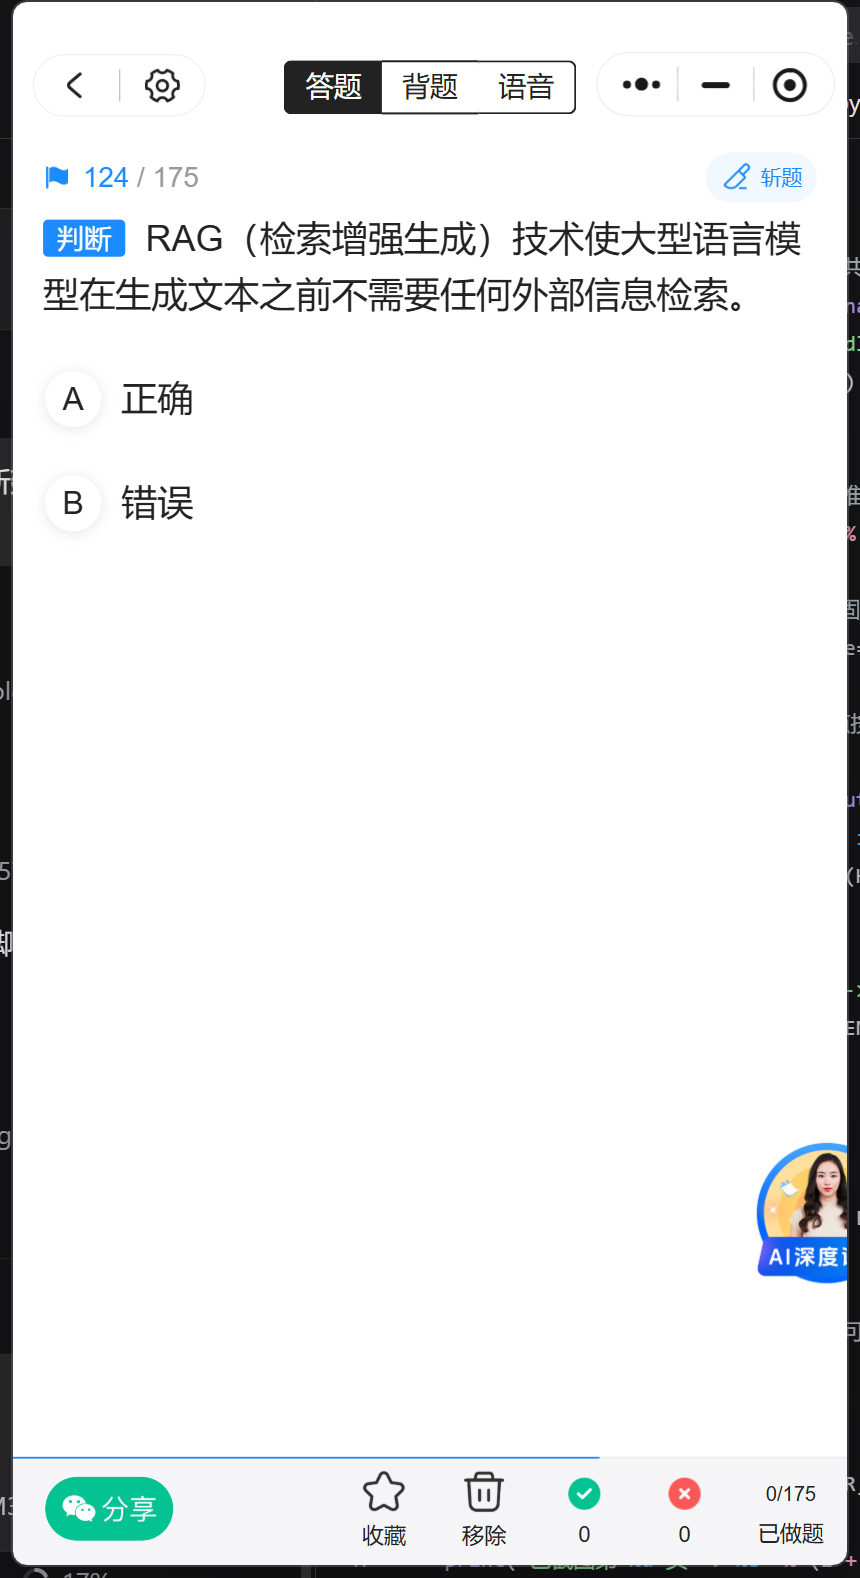 答题 背题 语音
124 / 175
斩题
判断 RAG（检索增强生成）技术使大型语言模
型在生成文本之前不需要任何外部信息检索。
A 正确
B 错误
AI深度
分享
收藏
移除
0
0
0/175
已做题
17%